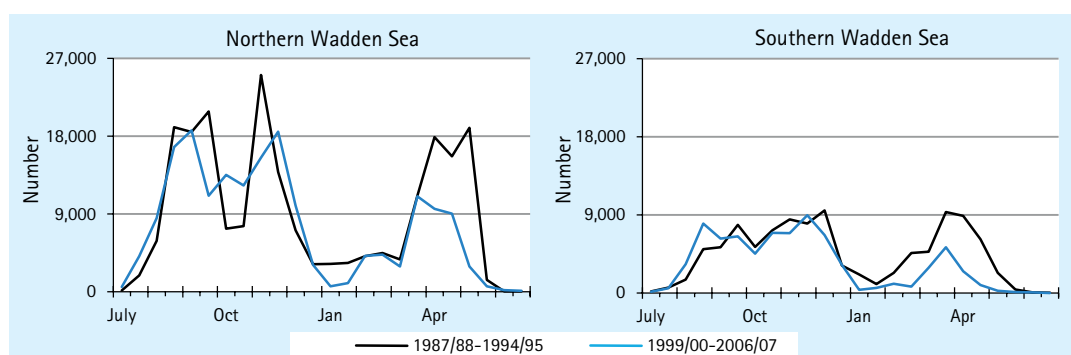 Northern Wadden Sea
27,000
18,000
9,000
0
Number
July Oct Jan Apr
Southern Wadden Sea
27,000
18,000
9,000
0
Number
July Oct Jan Apr
1987/88-1994/95 1999/00-2006/07